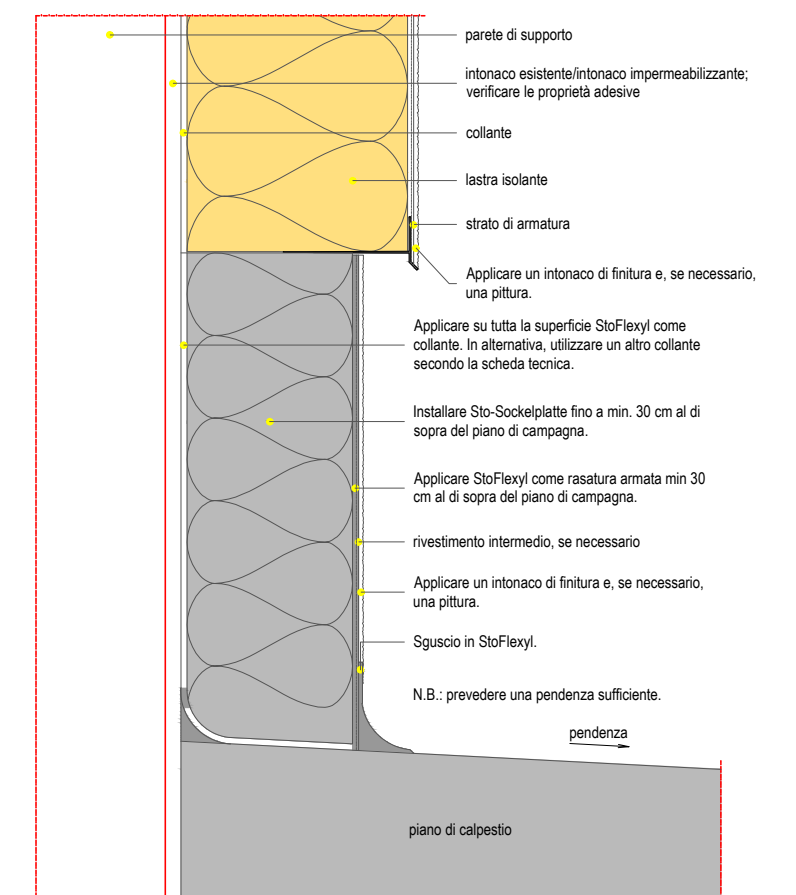 parete di supporto
intonaco esistente/intonaco impermeabilizzante;
verificare le proprietà adesive
collante
lastra isolante
strato di armatura
Applicare un intonaco di finitura e, se necessario,
una pittura.
Applicare su tutta la superficie StoFlexyl come
collante. In alternativa, utilizzare un altro collante
secondo la scheda tecnica.
Installare Sto-Sockelplatte fino a min. 30 cm al di
sopra del piano di campagna.
Applicare StoFlexyl come rasatura armata min 30
cm al di sopra del piano di campagna.
rivestimento intermedio, se necessario
Applicare un intonaco di finitura e, se necessario,
una pittura.
Sguscio in StoFlexyl.
N.B.: prevedere una pendenza sufficiente.
pendenza
piano di calpestio